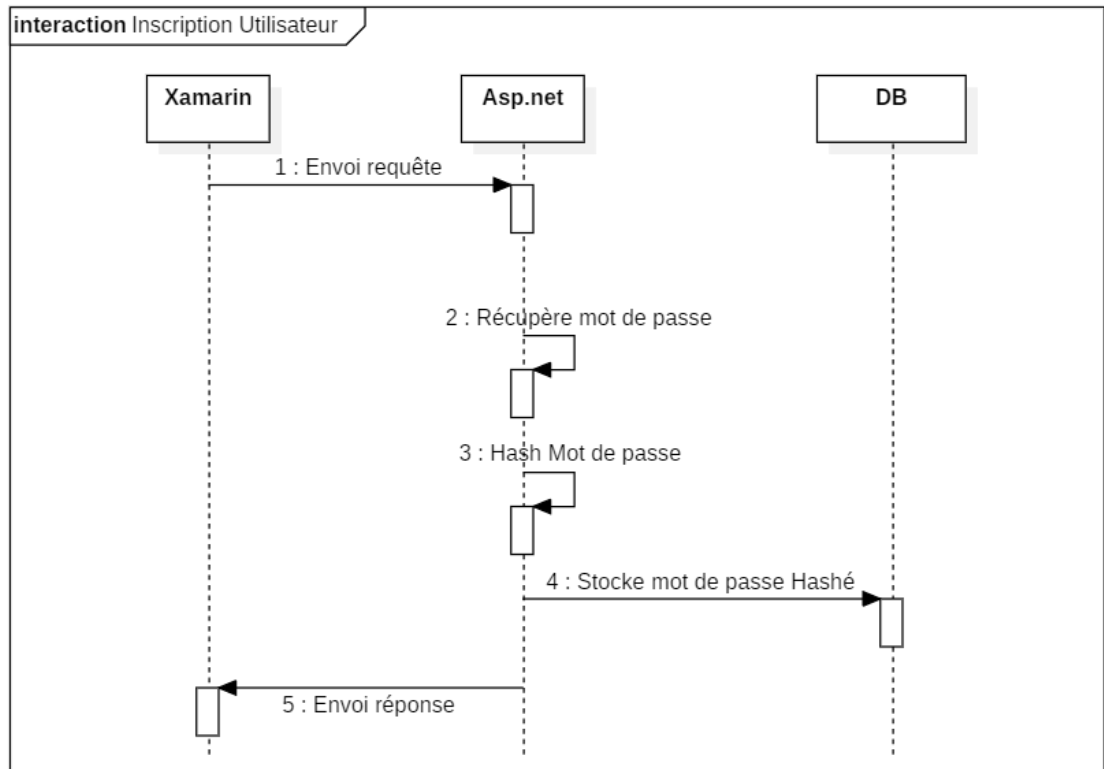 interaction Inscription Utilisateur
Xamarin
Asp.net
DB
1 : Envoi requête
2 : Récupère mot de passe
3 : Hash Mot de passe
4 : Stocke mot de passe Hashé
5 : Envoi réponse